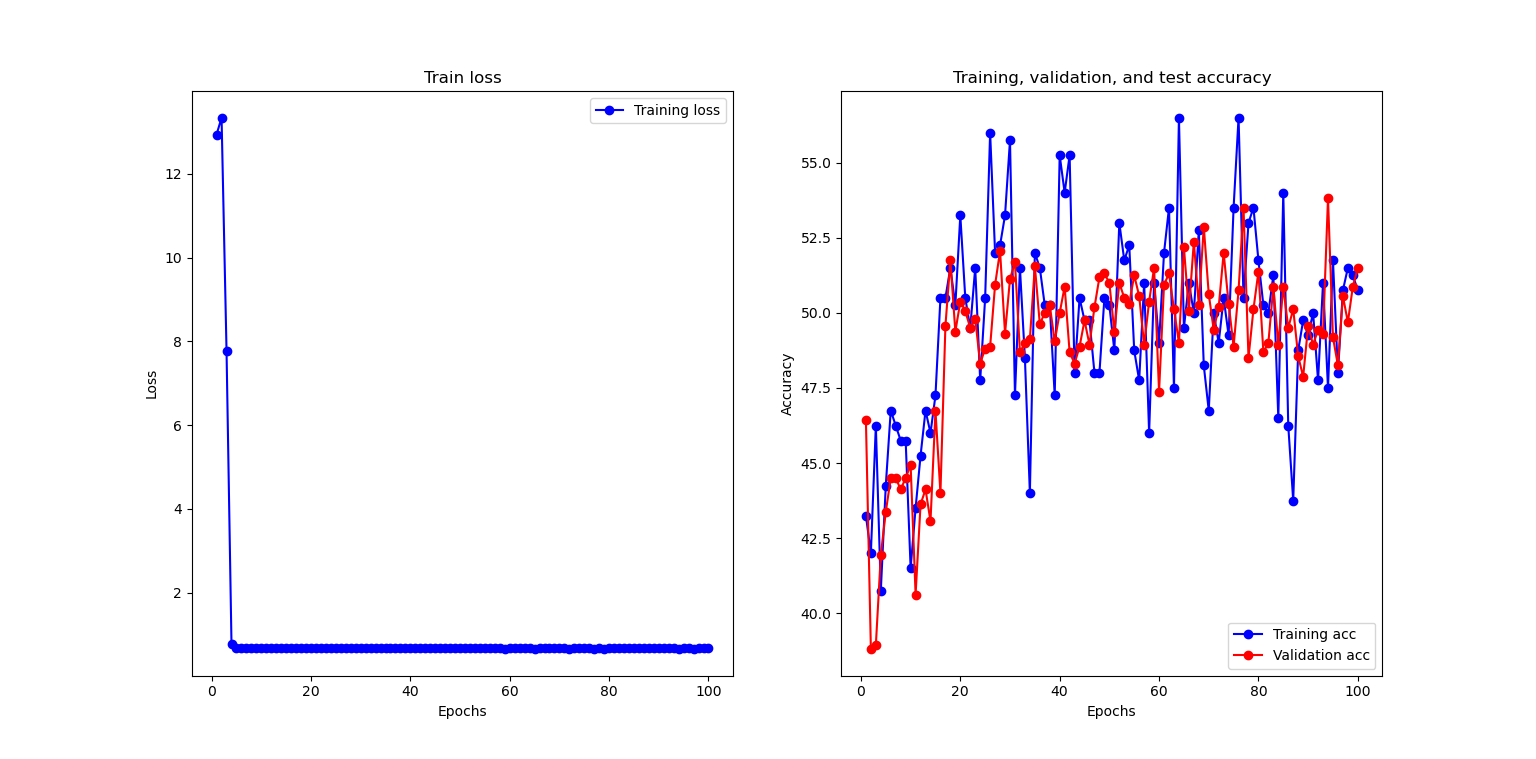 Train loss
Training loss
12
10
8
6
4
2
Loss
0 20 40 60 80 100
Epochs
Training, validation, and test accuracy
55.0
52.5
50.0
47.5
45.0
42.5
40.0
Accuracy
Training acc
Validation acc
0 20 40 60 80 100
Epochs